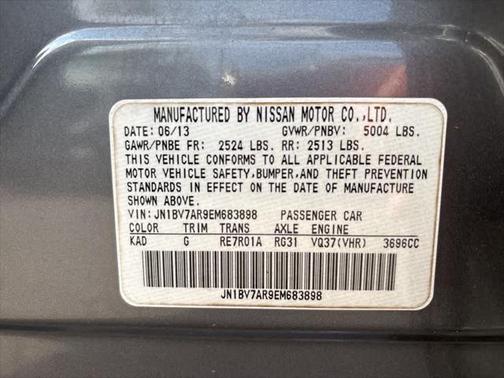 MANUFACTURED BY NISSAN MOTOR CO.,LTD.
DATE: 06/13 GVWR/PNBV: 5004 LBS.
GAWR/PNBE FR: 2524 LBS. RR: 2513 LBS.
THIS VEHICLE CONFORMS TO ALL APPLICABLE FEDERAL
MOTOR VEHICLE SAFETY,BUMPER,AND THEFT PREVENTION
STANDARDS IN EFFECT ON THE DATE OF MANUFACTURE
SHOWN ABOVE.
VIN: JN1BV7AR9EM683898 PASSENGER CAR
COLOR TRIM TRANS AXLE ENGINE
KAD G RE7R01A RG31 VQ37(VHR) 3696CC
JN1BV7AR9EM683898